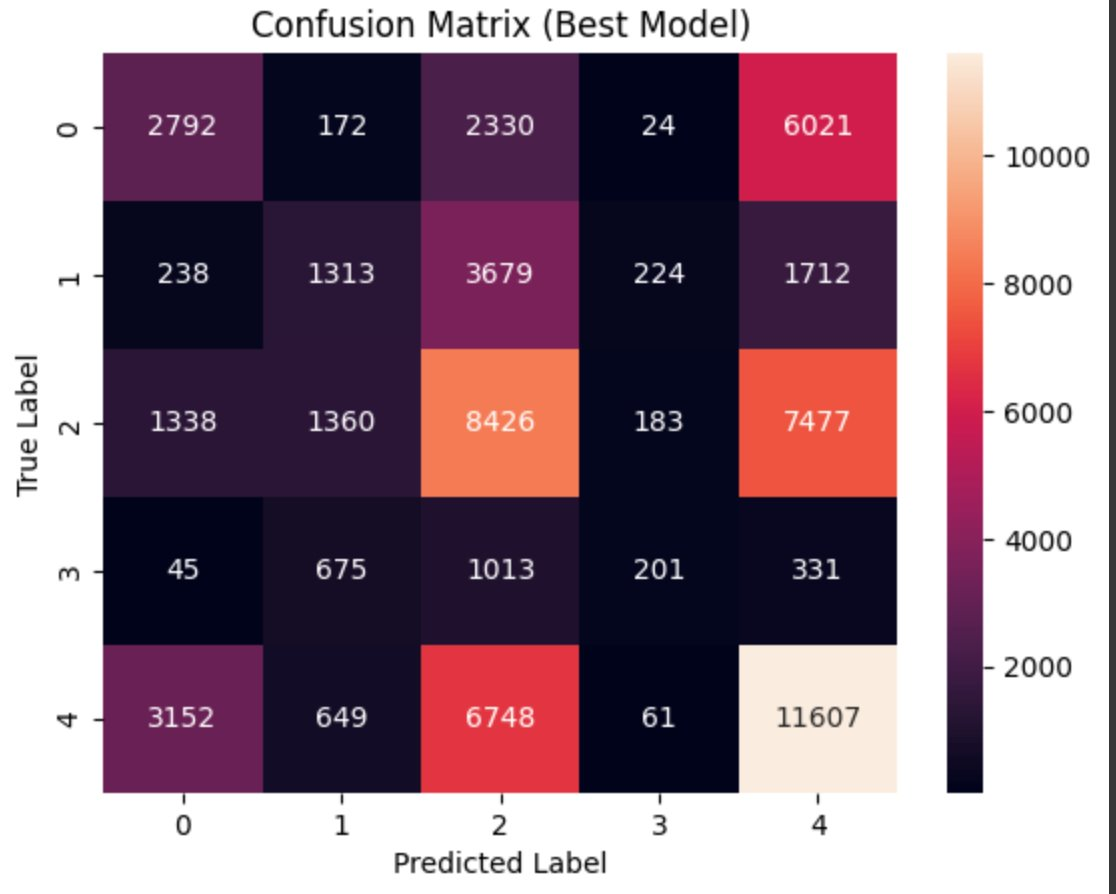 Confusion Matrix (Best Model)
True Label
0 2792 172 2330 24 6021
1 238 1313 3679 224 1712
2 1338 1360 8426 183 7477
3 45 675 1013 201 331
4 3152 649 6748 61 11607
0 1 2 3 4
Predicted Label
10000
8000
6000
4000
2000